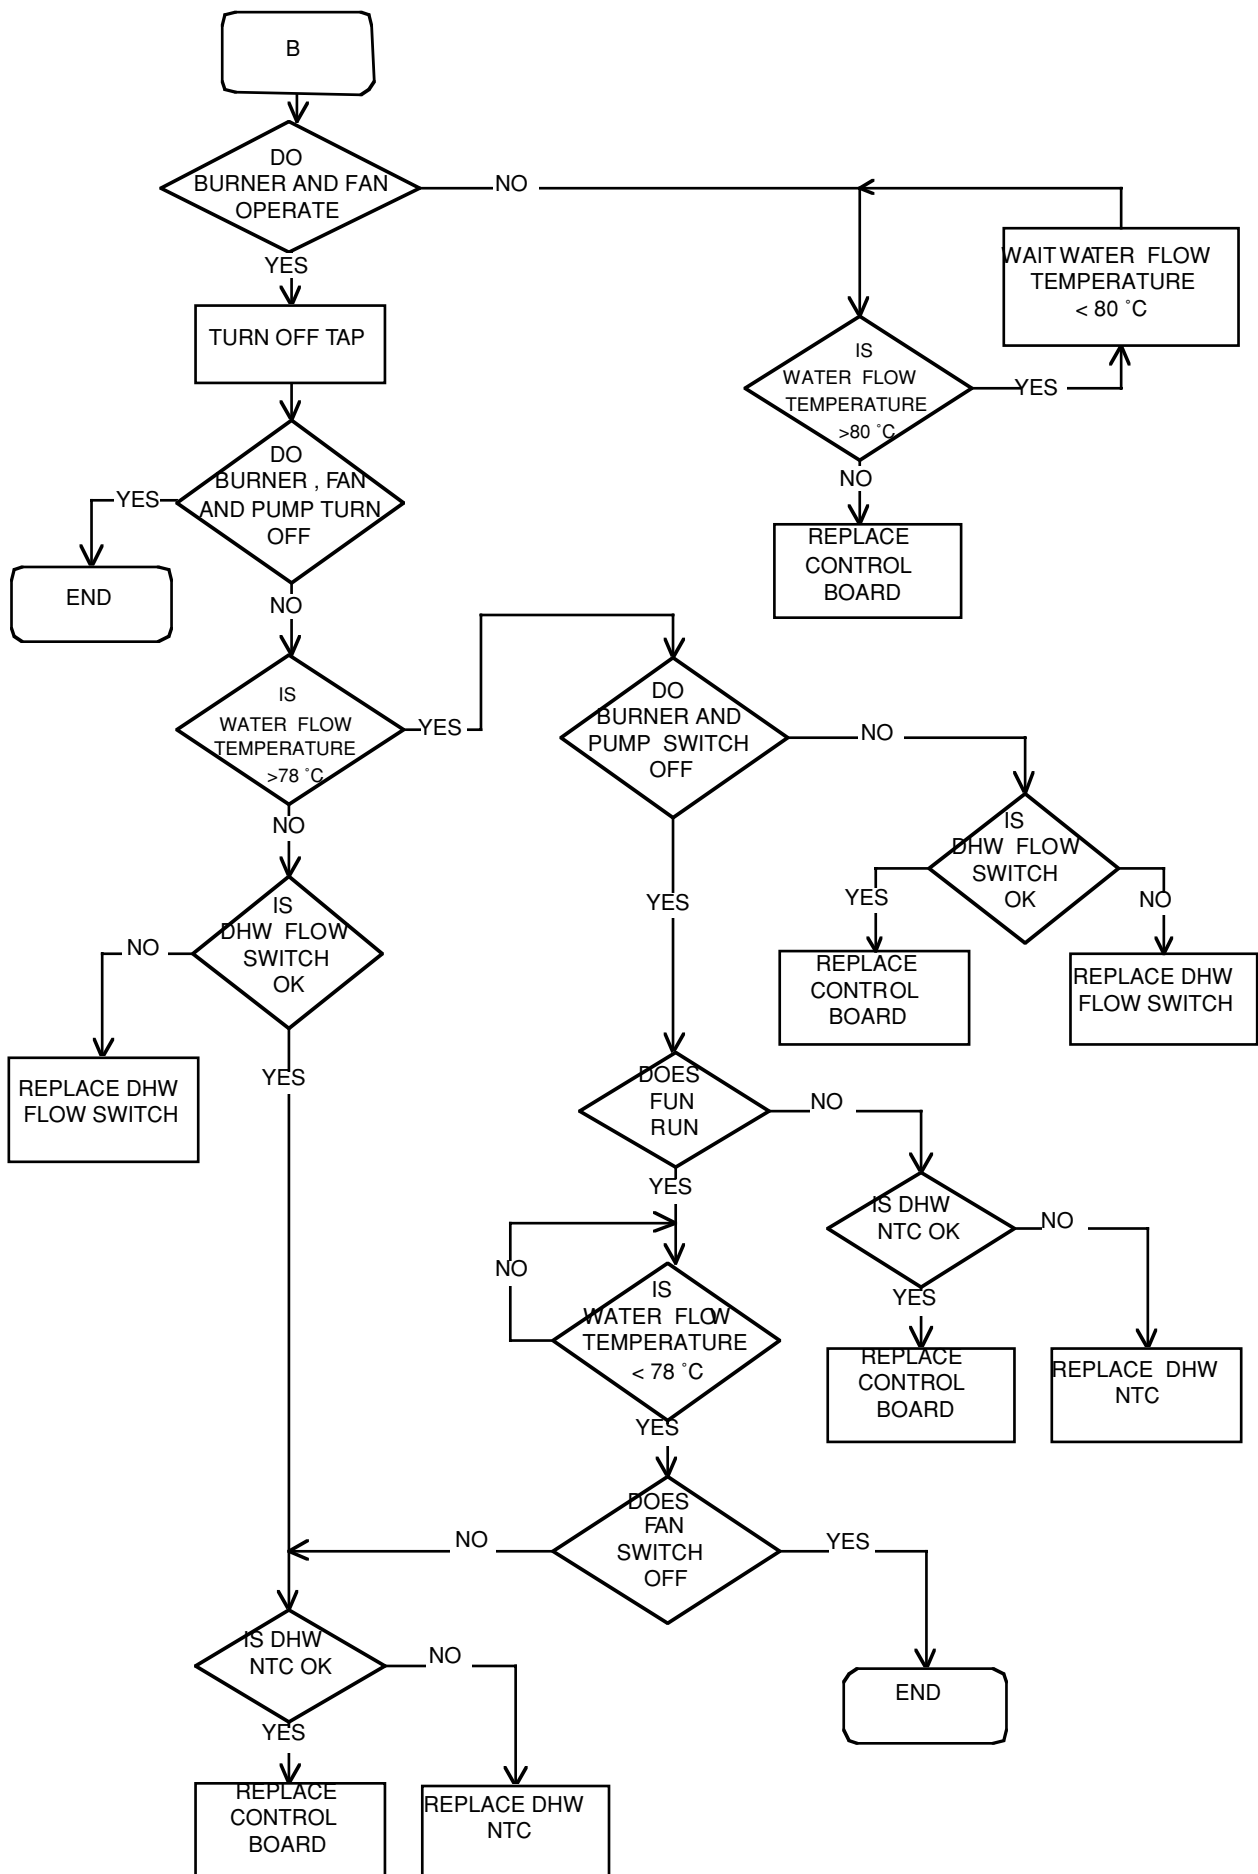 B
DO
BURNER AND FAN
OPERATE
NO
YES
WAIT WATER FLOW
TEMPERATURE
< 80 ˚C
TURN OFF TAP
IS
WATER FLOW
TEMPERATURE
>80 ˚C
YES
NO
DO
BURNER , FAN
AND PUMP TURN
OFF
YES
REPLACE
CONTROL
BOARD
END
NO
IS
WATER FLOW
TEMPERATURE
>78 ˚C
YES
DO
BURNER AND
PUMP SWITCH
OFF
NO
NO
IS
DHW FLOW
SWITCH
OK
YES
NO
YES
IS
DHW FLOW
SWITCH
OK
NO
REPLACE
CONTROL
BOARD
REPLACE DHW
FLOW SWITCH
REPLACE DHW
FLOW SWITCH
YES
DOES
FUN
RUN
NO
YES
IS DHW
NTC OK
NO
NO
IS
WATER FLOW
TEMPERATURE
< 78 ˚C
YES
REPLACE
CONTROL
BOARD
REPLACE DHW
NTC
YES
DOES
FAN
SWITCH
OFF
NO
YES
IS DHW
NTC OK
NO
END
YES
REPLACE
CONTROL
BOARD
REPLACE DHW
NTC